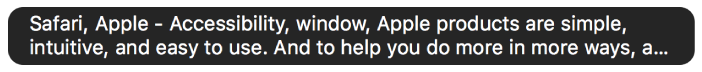 Safari, Apple - Accessibility, window, Apple products are simple,
intuitive, and easy to use. And to help you do more in more ways, a...